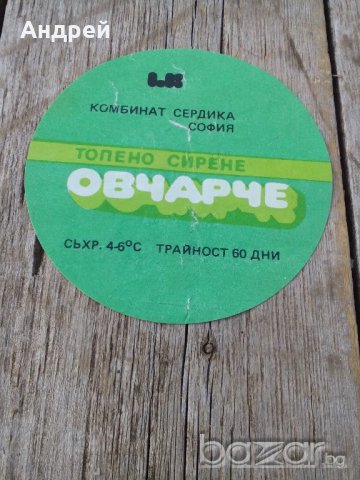 Андрей
КОМБИНАТ СЕРДИКА
СОФИЯ
ТОПЕНО СИРЕНЕ
ОВЧАРЧЕ
СЪХР. 4-6°С ТРАЙНОСТ 60 ДНИ
bazar.bg